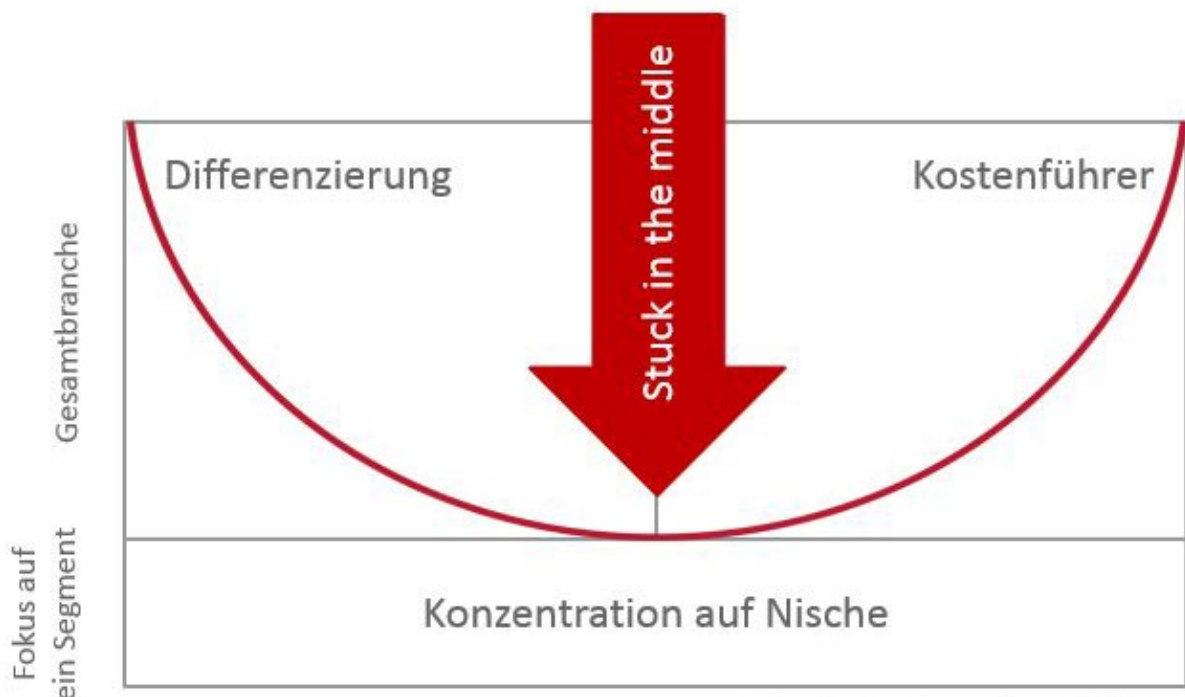 Stuck in the middle
Differenzierung
Kostenführer
Gesamtbranche
Fokus auf
ein Segment
Konzentration auf Nische